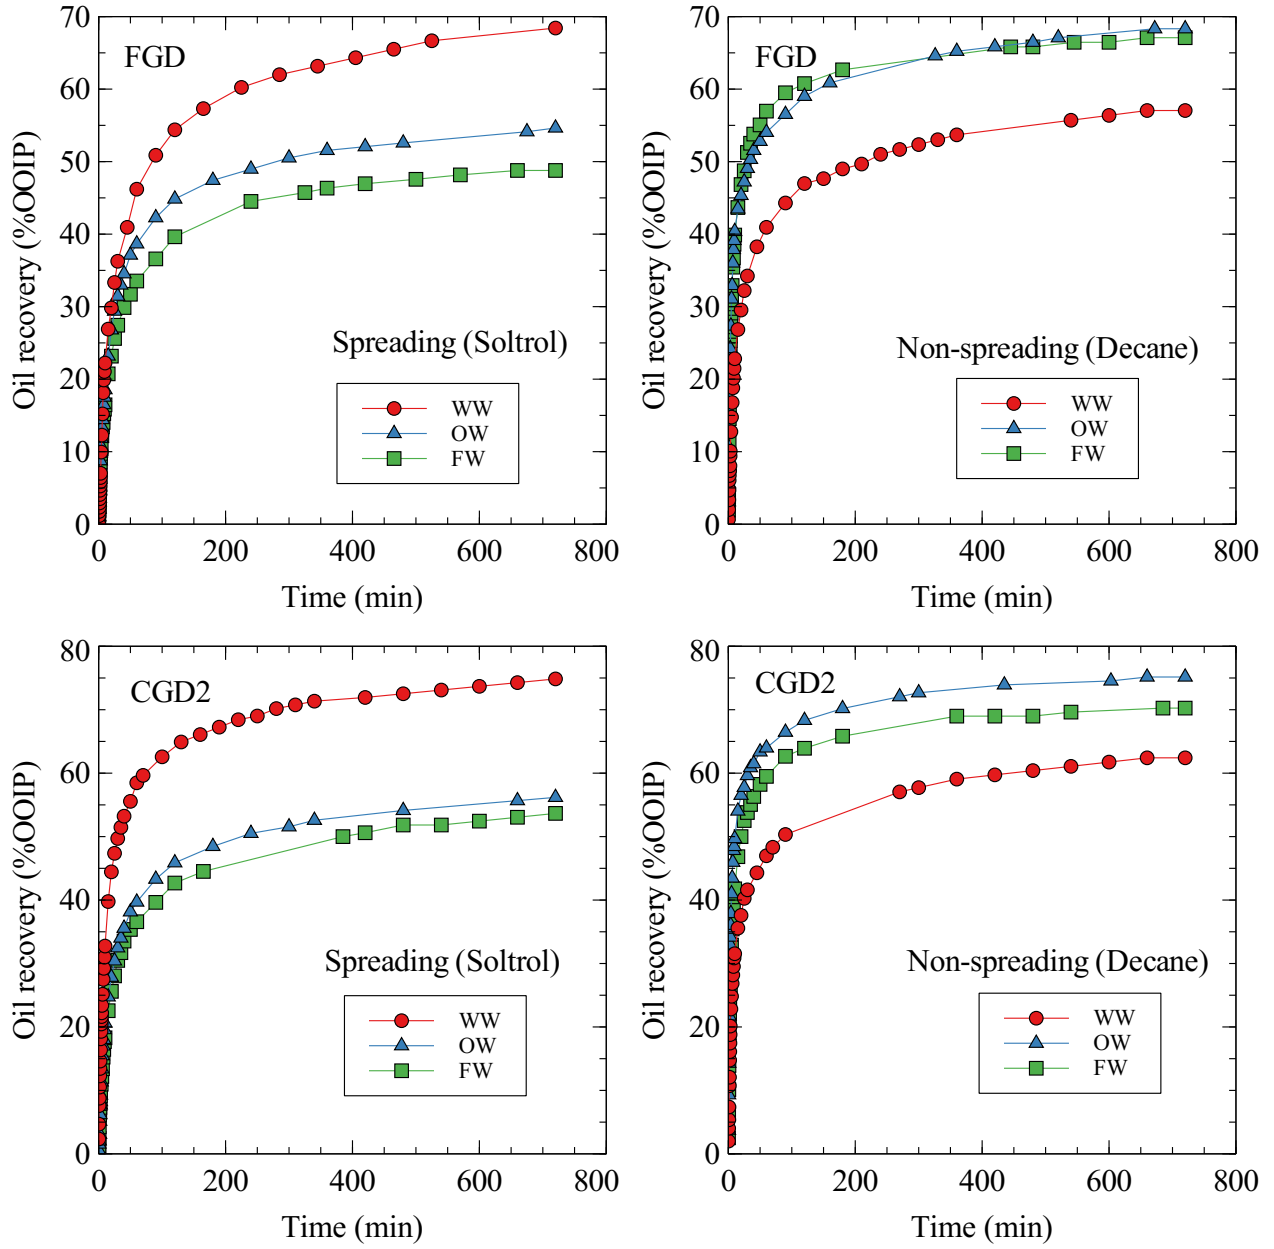 FGD
Oil recovery (%OOIP)
70
60
50
40
30
20
10
0
Spreading (Soltrol)
WW
OW
FW
0 200 400 600 800
Time (min)
FGD
Oil recovery (%OOIP)
70
60
50
40
30
20
10
0
Non-spreading (Decane)
WW
OW
FW
0 200 400 600 800
Time (min)
CGD2
Oil recovery (%OOIP)
80
60
40
20
0
Spreading (Soltrol)
WW
OW
FW
0 200 400 600 800
Time (min)
CGD2
Oil recovery (%OOIP)
80
60
40
20
0
Non-spreading (Decane)
WW
OW
FW
0 200 400 600 800
Time (min)